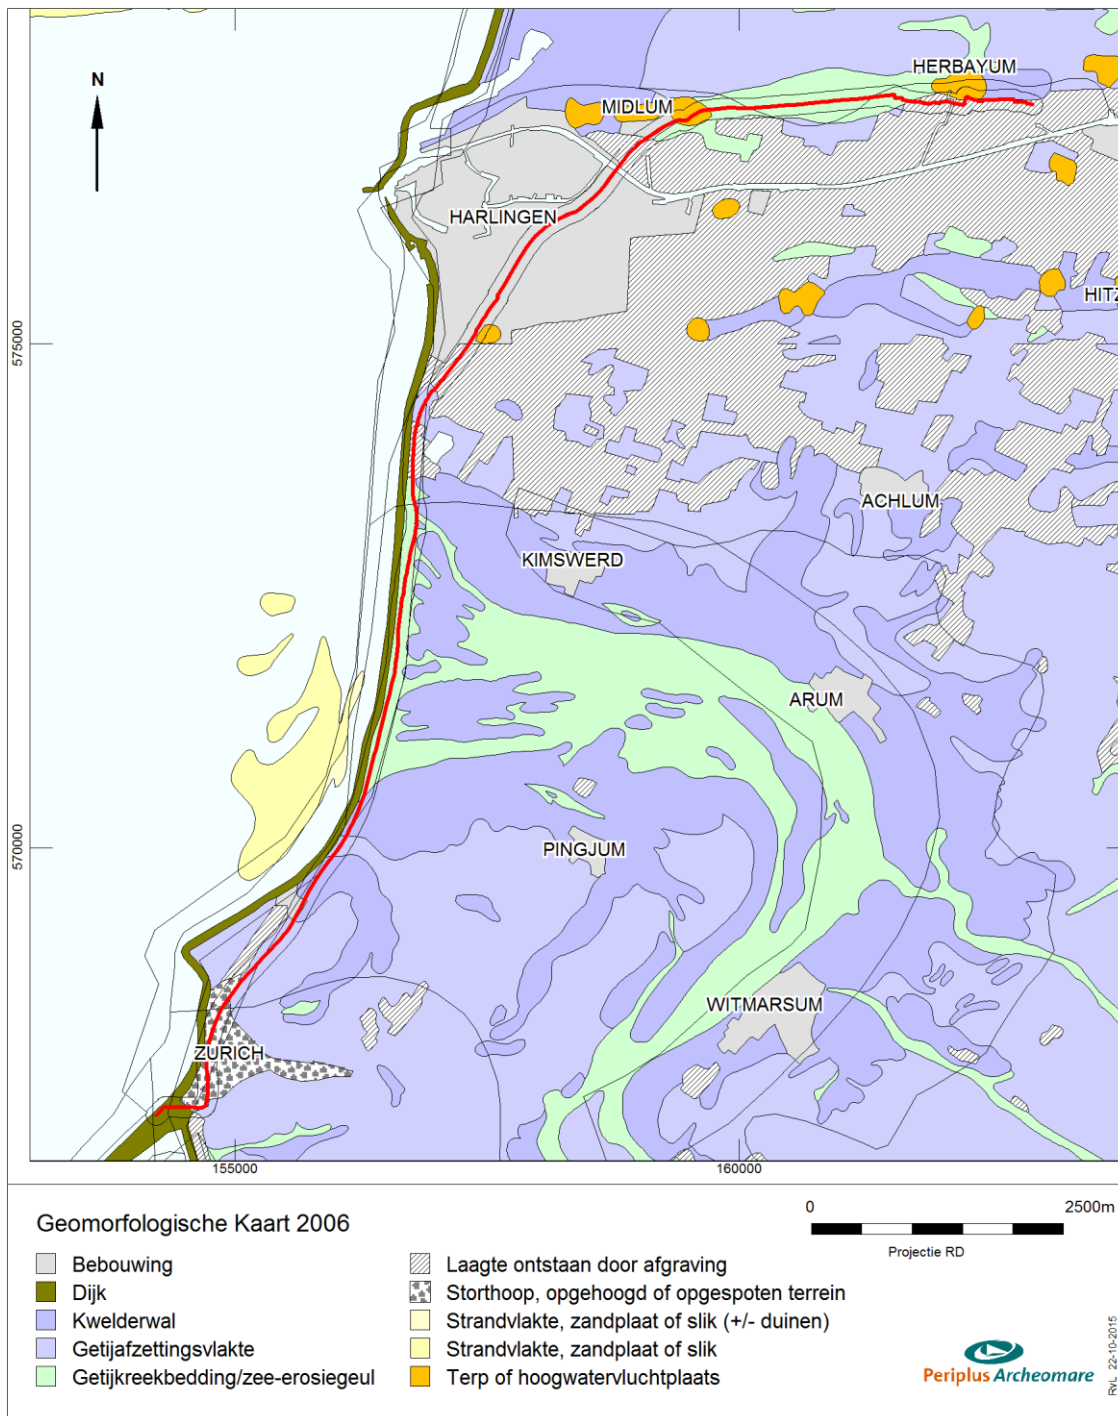 N
HERBAYUM
MIDLUM
HARLINGEN
HITZ
575000
ACHLUM
KIMSWERD
ARUM
570000
PINGJUM
WITMARSUM
ZURICH
155000
160000
Geomorfologische Kaart 2006
0 2500m
Projectie RD
Bebouwing
Dijk
Kwelderwal
Getijafzettingsvlakte
Getijkreekbedding/zee-erosiegeul
Laagte ontstaan door afgraving
Storthoop, opgehoogd of opgespoten terrein
Strandvlakte, zandplaat of slik (+/- duinen)
Strandvlakte, zandplaat of slik
Terp of hoogwatervluchtplaats
Periplus Archeomare
RvL 22-10-2015